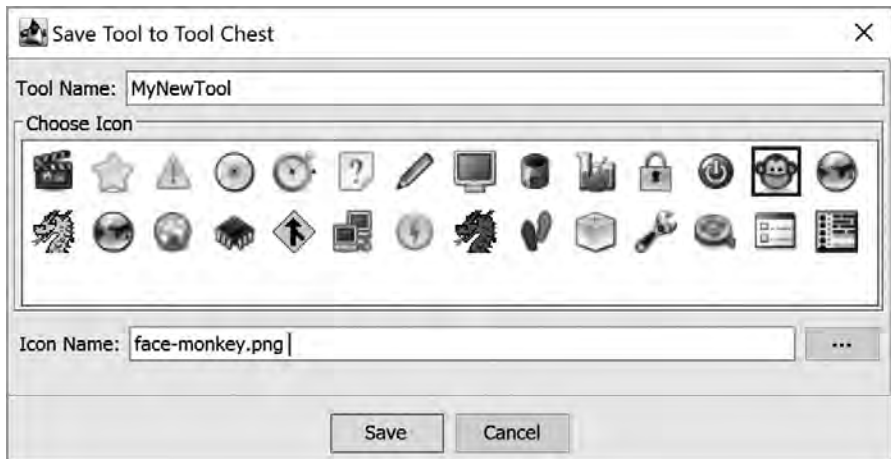 Save Tool to Tool Chest
Tool Name: MyNewTool
Choose Icon
Icon Name: face-monkey.png
...
Save Cancel